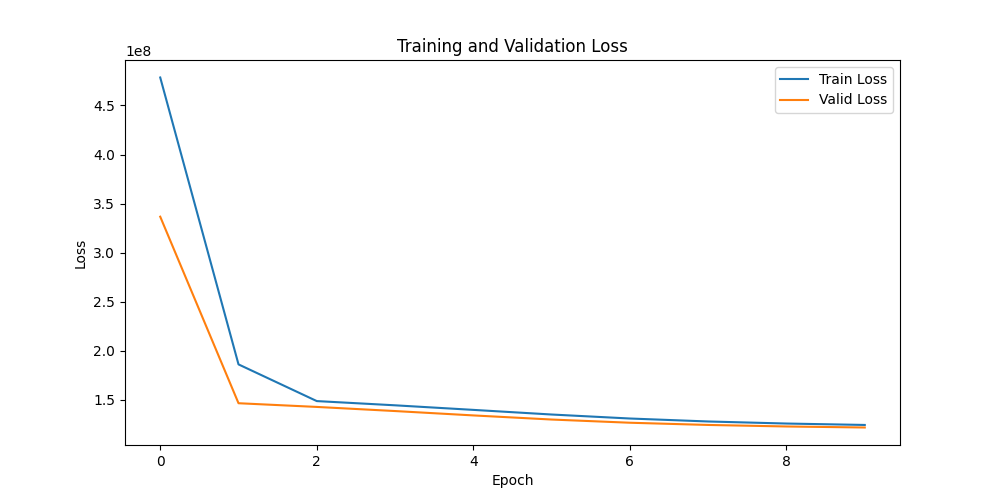 Training and Validation Loss
1e8
Train Loss
Valid Loss
4.5
4.0
3.5
3.0
2.5
2.0
1.5
Loss
0 2 4 6 8
Epoch